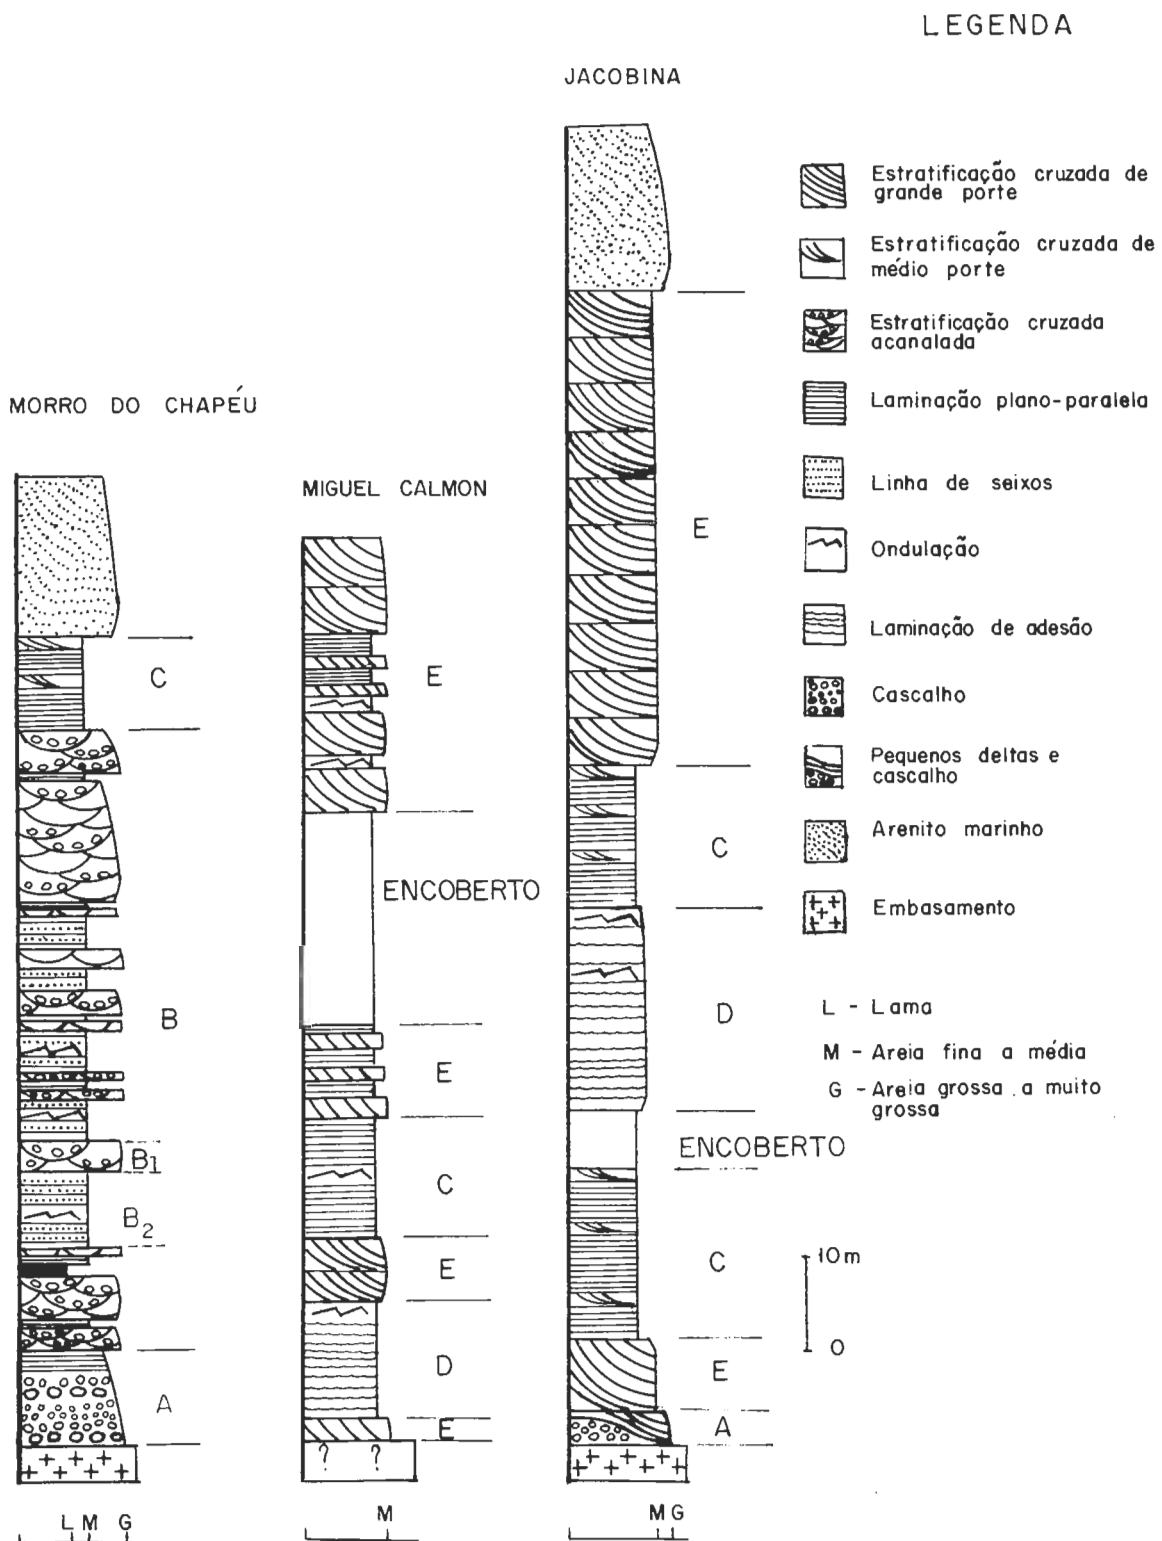 LEGENDA
JACOBINA
Estratificação cruzada de
grande porte
Estratificação cruzada de
médio porte
Estratificação cruzada
acanalada
MORRO DO CHAPÉU
Laminação plano-paralela
MIGUEL CALMON
Linha de seixos
E
Ondulação
Laminação de adesão
C
E
Cascalho
Pequenos deltas e
cascalho
C
Arenito marinho
ENCOBERTO
Embasamento
B
D
L - Lama
M - Areia fina a média
G - Areia grossa a muito
grossa
E
ENCOBERTO
B1
C
B2
C
10m
E
0
D
E
A
E
A
? ?
L M G
M
M G